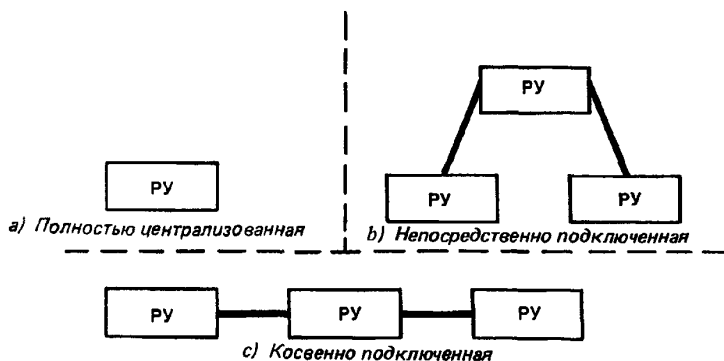 РУ
а) Полностью централизованная
РУ
РУ
РУ
b) Непосредственно подключенная
РУ
РУ
РУ
c) Косвенно подключенная